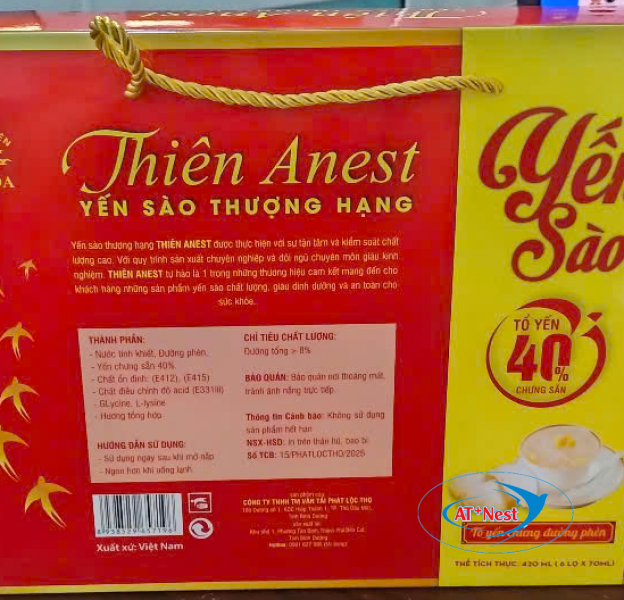 Thiên Anest
YẾN SÀO THƯỢNG HẠNG
Yến sào thượng hạng THIÊN ANEST được thực hiện với sự tận tâm và kiểm soát chất
lượng cao. Với quy trình sản xuất chuyên nghiệp và đội ngũ chuyên môn giàu kinh
nghiệm. THIÊN ANEST tự hào là 1 trong những thương hiệu cam kết mang đến cho
khách hàng những sản phẩm yến sào chất lượng, giàu dinh dưỡng và an toàn cho
sức khỏe.
THÀNH PHẦN:
- Nước tinh khiết, Đường phèn,
- Yến chưng sẵn 40%
- Chất ổn định: (E412), (E415)
- Chất điều chỉnh độ acid (E331iii)
- GLycine, L-lysine
- Hương tổng hợp
HƯỚNG DẪN SỬ DỤNG:
- Sử dụng ngay sau khi mở nắp
- Ngon hơn khi uống lạnh
CHỈ TIÊU CHẤT LƯỢNG:
Đường tổng > 8%
BẢO QUẢN: Bảo quản nơi thoáng mát,
tránh ánh nắng trực tiếp
Thông tin Cảnh báo: Không sử dụng
sản phẩm hết hạn
NSX-HSD: in trên thân hũ, bao bì
Số TCB: 15/PHATLOCTHO/2025
Xuất xứ: Việt Nam
CÔNG TY TNHH TM VẬN TẢI PHÁT LỘC THỌ
Yến
Sào
TỔ YẾN
40%
CHƯNG SẴN
AT*Nest
Tổ yến chưng đường phèn
THỂ TÍCH THỰC: 420 ML ( 6 LỌ X 70ML)